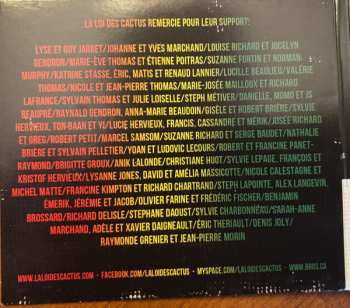 LA LOI DES CACTUS REMERCIE POUR LEUR SUPPORT:
LYSE ET GUY JARRET/JOHANNE ET YVES MARCHAND/LOUISE RICHARD ET JOCELYN
GENDRON/MARIE-ÈVE THOMAS ET ÉTIENNE POITRAS/SUZANNE FORTIN ET NORMAN
MURPHY/KATRINE STASSE, ÉRIC, MATIS ET RENAUD LANNIER/LUCILLE BEAULIEU/VALÉRIE
THOMAS/NICOLE ET JEAN-PIERRE THOMAS/MARIE-JOSÉE MAILLOUX ET RICHARD
LAFRANCE/SYLVAIN THOMAS ET JULIE LOISELLE/STEPH MÉTIVIER/DANIELLE, MOMO ET JS
BEAUPRÉ/RAYNALD GENDRON, ANNA-MARIE BEAUDOIN/GISÈLE ET ROBERT BRIÈRE/SYLVIE
HERVIEUX, TON-BAAN ET YU/LUCIE HERVIEUX, FRANCIS, CASSANDRE ET MÉRIK/JOSÉE RICHARD
ET GREG/ROBERT PETIT/MARCEL SAMSON/SUZANNE RICHARD ET SERGE BAUDET/NATHALIE
BRIÈRE ET SYLVAIN PELLETIER/YOAN ET LUDOVIC LECOURS/ROBERT ET FRANCINE PANET-
RAYMOND/BRIGITTE GROUX/ANIK LALONDE/CHRISTIANE HUOT/SYLVIE LEPAGE, FRANÇOIS ET
KRISTOF HERVIEUX/LYSANNE JONES, DAVID ET AMÉLIA MASSICOTTE/NICOLE CALESTAGNE ET
MICHEL MATTE/FRANCINE KIMPTON ET RICHARD CHARTRAND/STEPH LAPOINTE, ALEX LANGEVIN,
ÉMERIK, JÉRÉMIE ET JACOB/OLIVIER FARINE ET FRÉDÉRIC FISCHER/BENJAMIN
BROSSARD/RICHARD DELISLE/STEPHANE DAOUST/SYLVIE CHARBONNEAU/SARAH-ANNE
MARCHAND, ADÈLE ET XAVIER DAIGNEAULT/ÉRIC THERIAULT/DENIS JOLY/
RAYMONDE GRENIER ET JEAN-PIERRE MORIN
WWW.LALOIDESCACTUS.COM - FACEBOOK.COM/LALOIDESCACTUS - MYSPACE.COM/LALOIDESCACTUS - WWW.BROS.CO